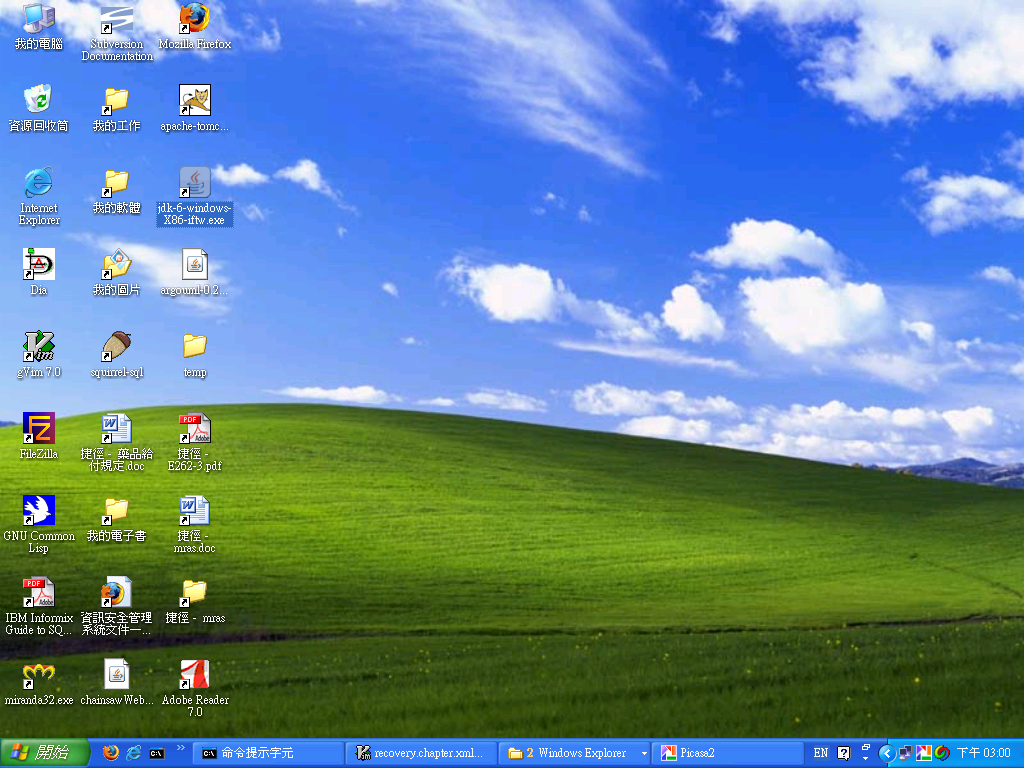 我的電腦
Subversion
Documentation
Mozilla Firefox
資源回收筒
我的工作
apache-tomc...
Internet
Explorer
我的軟體
jdk-6-windows-
X86-iftw.exe
Dia
我的圖片
argouml-0.2...
gVim 7.0
squirrel-sql
temp
FileZilla
捷徑 - 藥品給
付規定.doc
捷徑 -
E262-3.pdf
GNU Common
Lisp
我的電子書
捷徑 -
mras.doc
IBM Informix
Guide to SQ...
資訊安全管理
系統文件一...
捷徑 - mras
miranda32.exe
chainsawWeb...
Adobe Reader
7.0
開始
命令提示字元
recovery.chapter.xml...
2 Windows Explorer
Picasa2
EN
下午 03:00